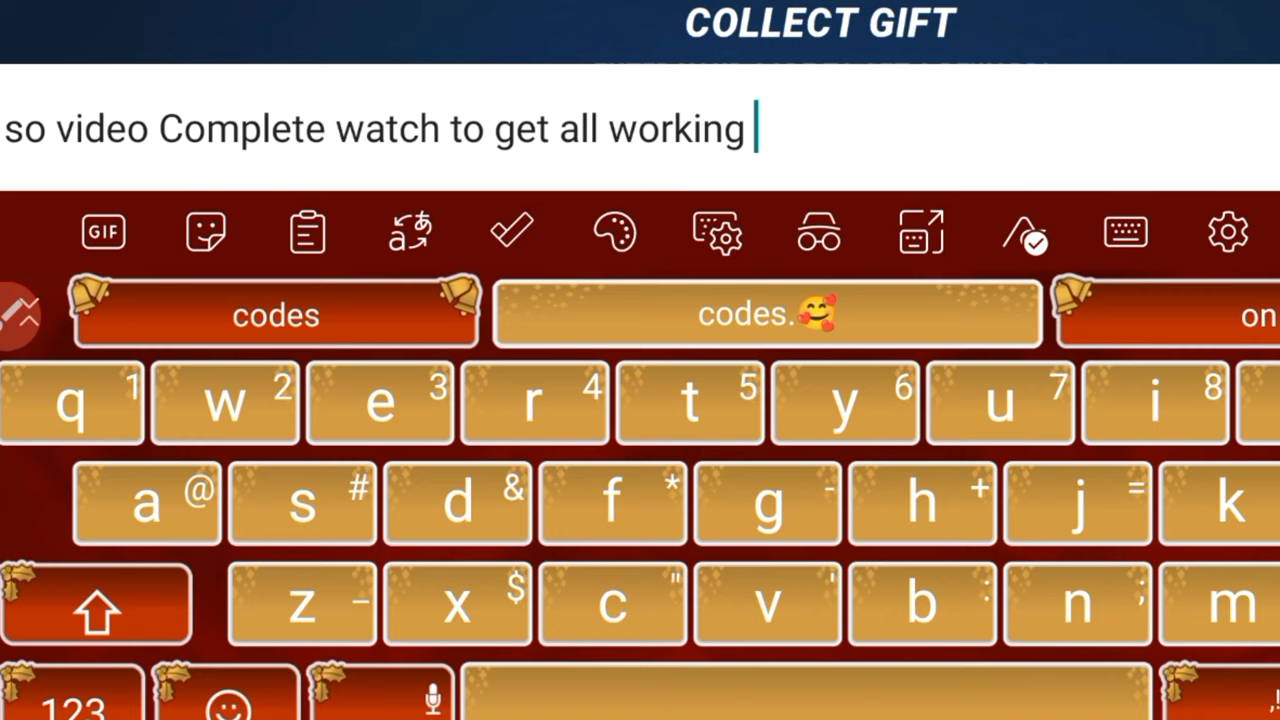 COLLECT GIFT
so video Complete watch to get all working
GIF
a あ
codes codes.🥰 on
q 1 w 2 e 3 r 4 t 5 y 6 u 7 i 8
a @ s # d & f * g - h + j = k
z _ x $ c " v ' b : n ; m
123 ,!